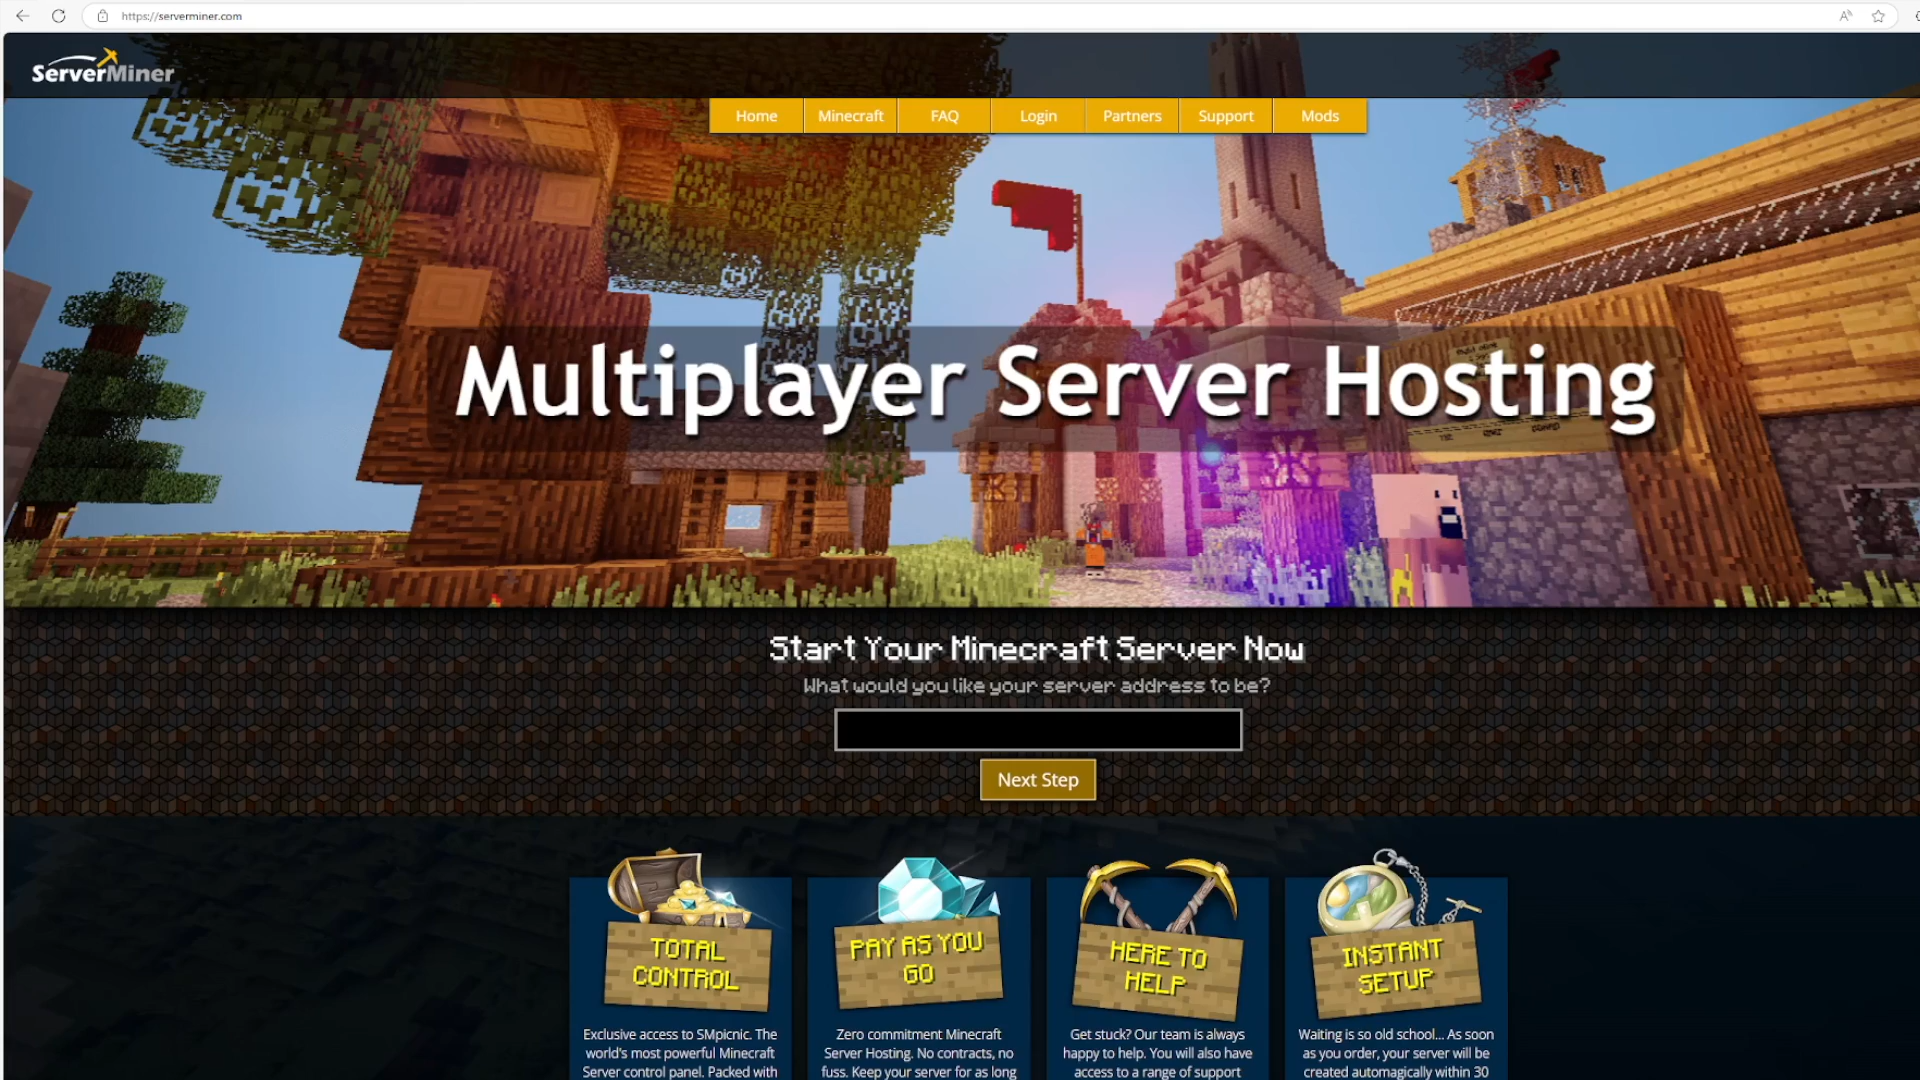 https://serverminer.com
ServerMiner
Home Minecraft FAQ Login Partners Support Mods
Multiplayer Server Hosting
Start Your Minecraft Server Now
What would you like your server address to be?
Next Step
TOTAL
CONTROL
Exclusive access to SMpicnic. The
world's most powerful Minecraft
Server control panel. Packed with
PAY AS YOU
GO
Zero commitment Minecraft
Server Hosting. No contracts, no
fuss. Keep your server for as long
HERE TO
HELP
Get stuck? Our team is always
happy to help. You will also have
access to a range of support
INSTANT
SETUP
Waiting is so old school... As soon
as you order, your server will be
created automagically within 30